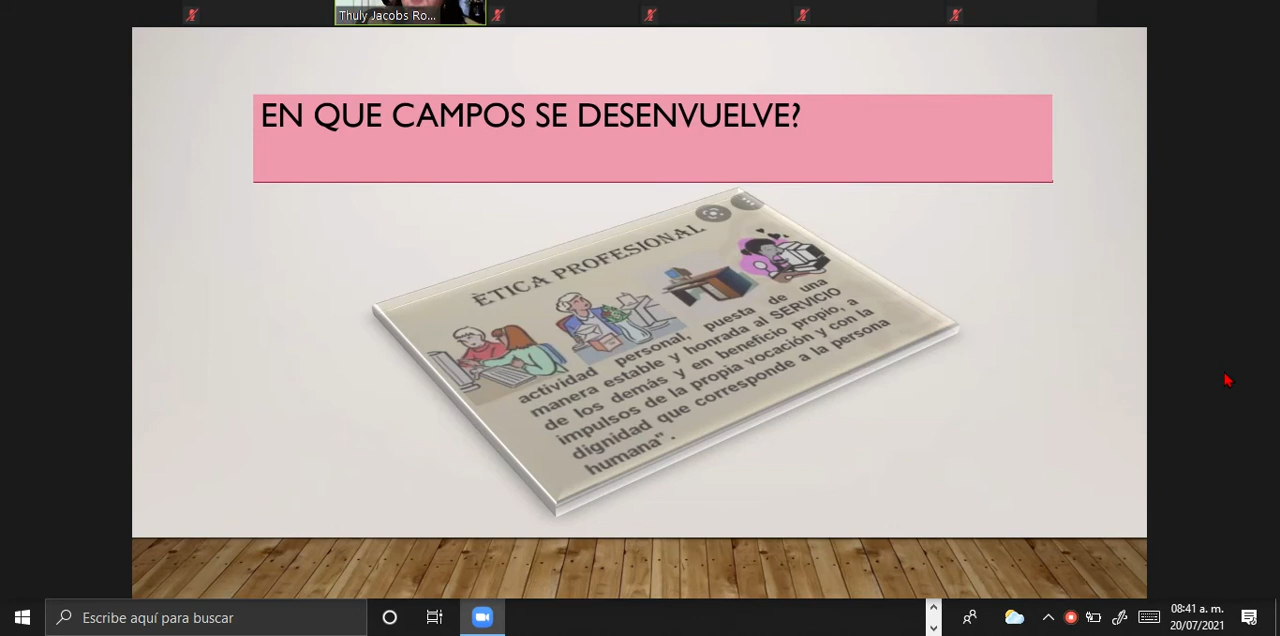 Thuly Jacobs Ro...
EN QUE CAMPOS SE DESENVUELVE?
ÈTICA PROFESIONAL
actividad personal, puesta de una
manera estable y honrada al SERVICIO
de los demás y en beneficio propio, a
impulsos de la propia vocación y con la
dignidad que corresponde a la persona
humana" .
Escribe aquí para buscar
08:41 a. m.
20/07/2021